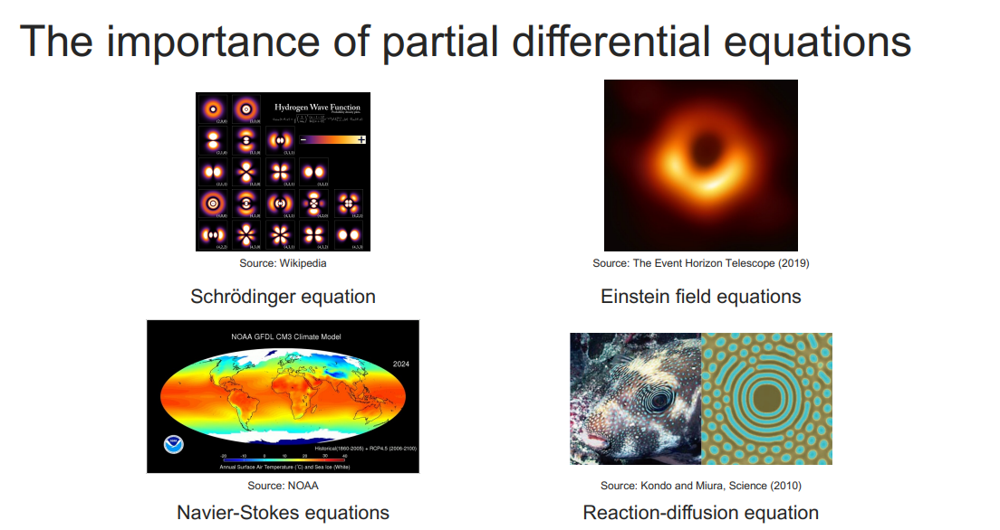 The importance of partial differential equations
Hydrogen Wave Function
Probability density plots.
Source: Wikipedia
Schrödinger equation
Source: The Event Horizon Telescope (2019)
Einstein field equations
NOAA GFDL CM3 Climate Model
2024
Historical(1860-2005) + RCP4.5 (2006-2100)
-20 -10 0 10 20 30 40
Annual Surface Air Temperature (°C) and Sea Ice (White)
Source: NOAA
Navier-Stokes equations
Source: Kondo and Miura, Science (2010)
Reaction-diffusion equation